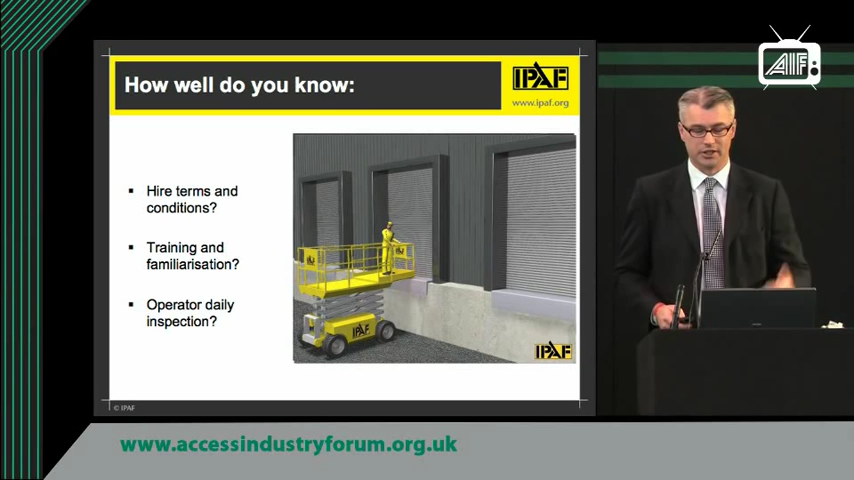 How well do you know:
IPAF
www.ipaf.org
Hire terms and
conditions?
Training and
familiarisation?
Operator daily
inspection?
IPAF
IPAF
© IPAF
AIF
www.accessindustryforum.org.uk